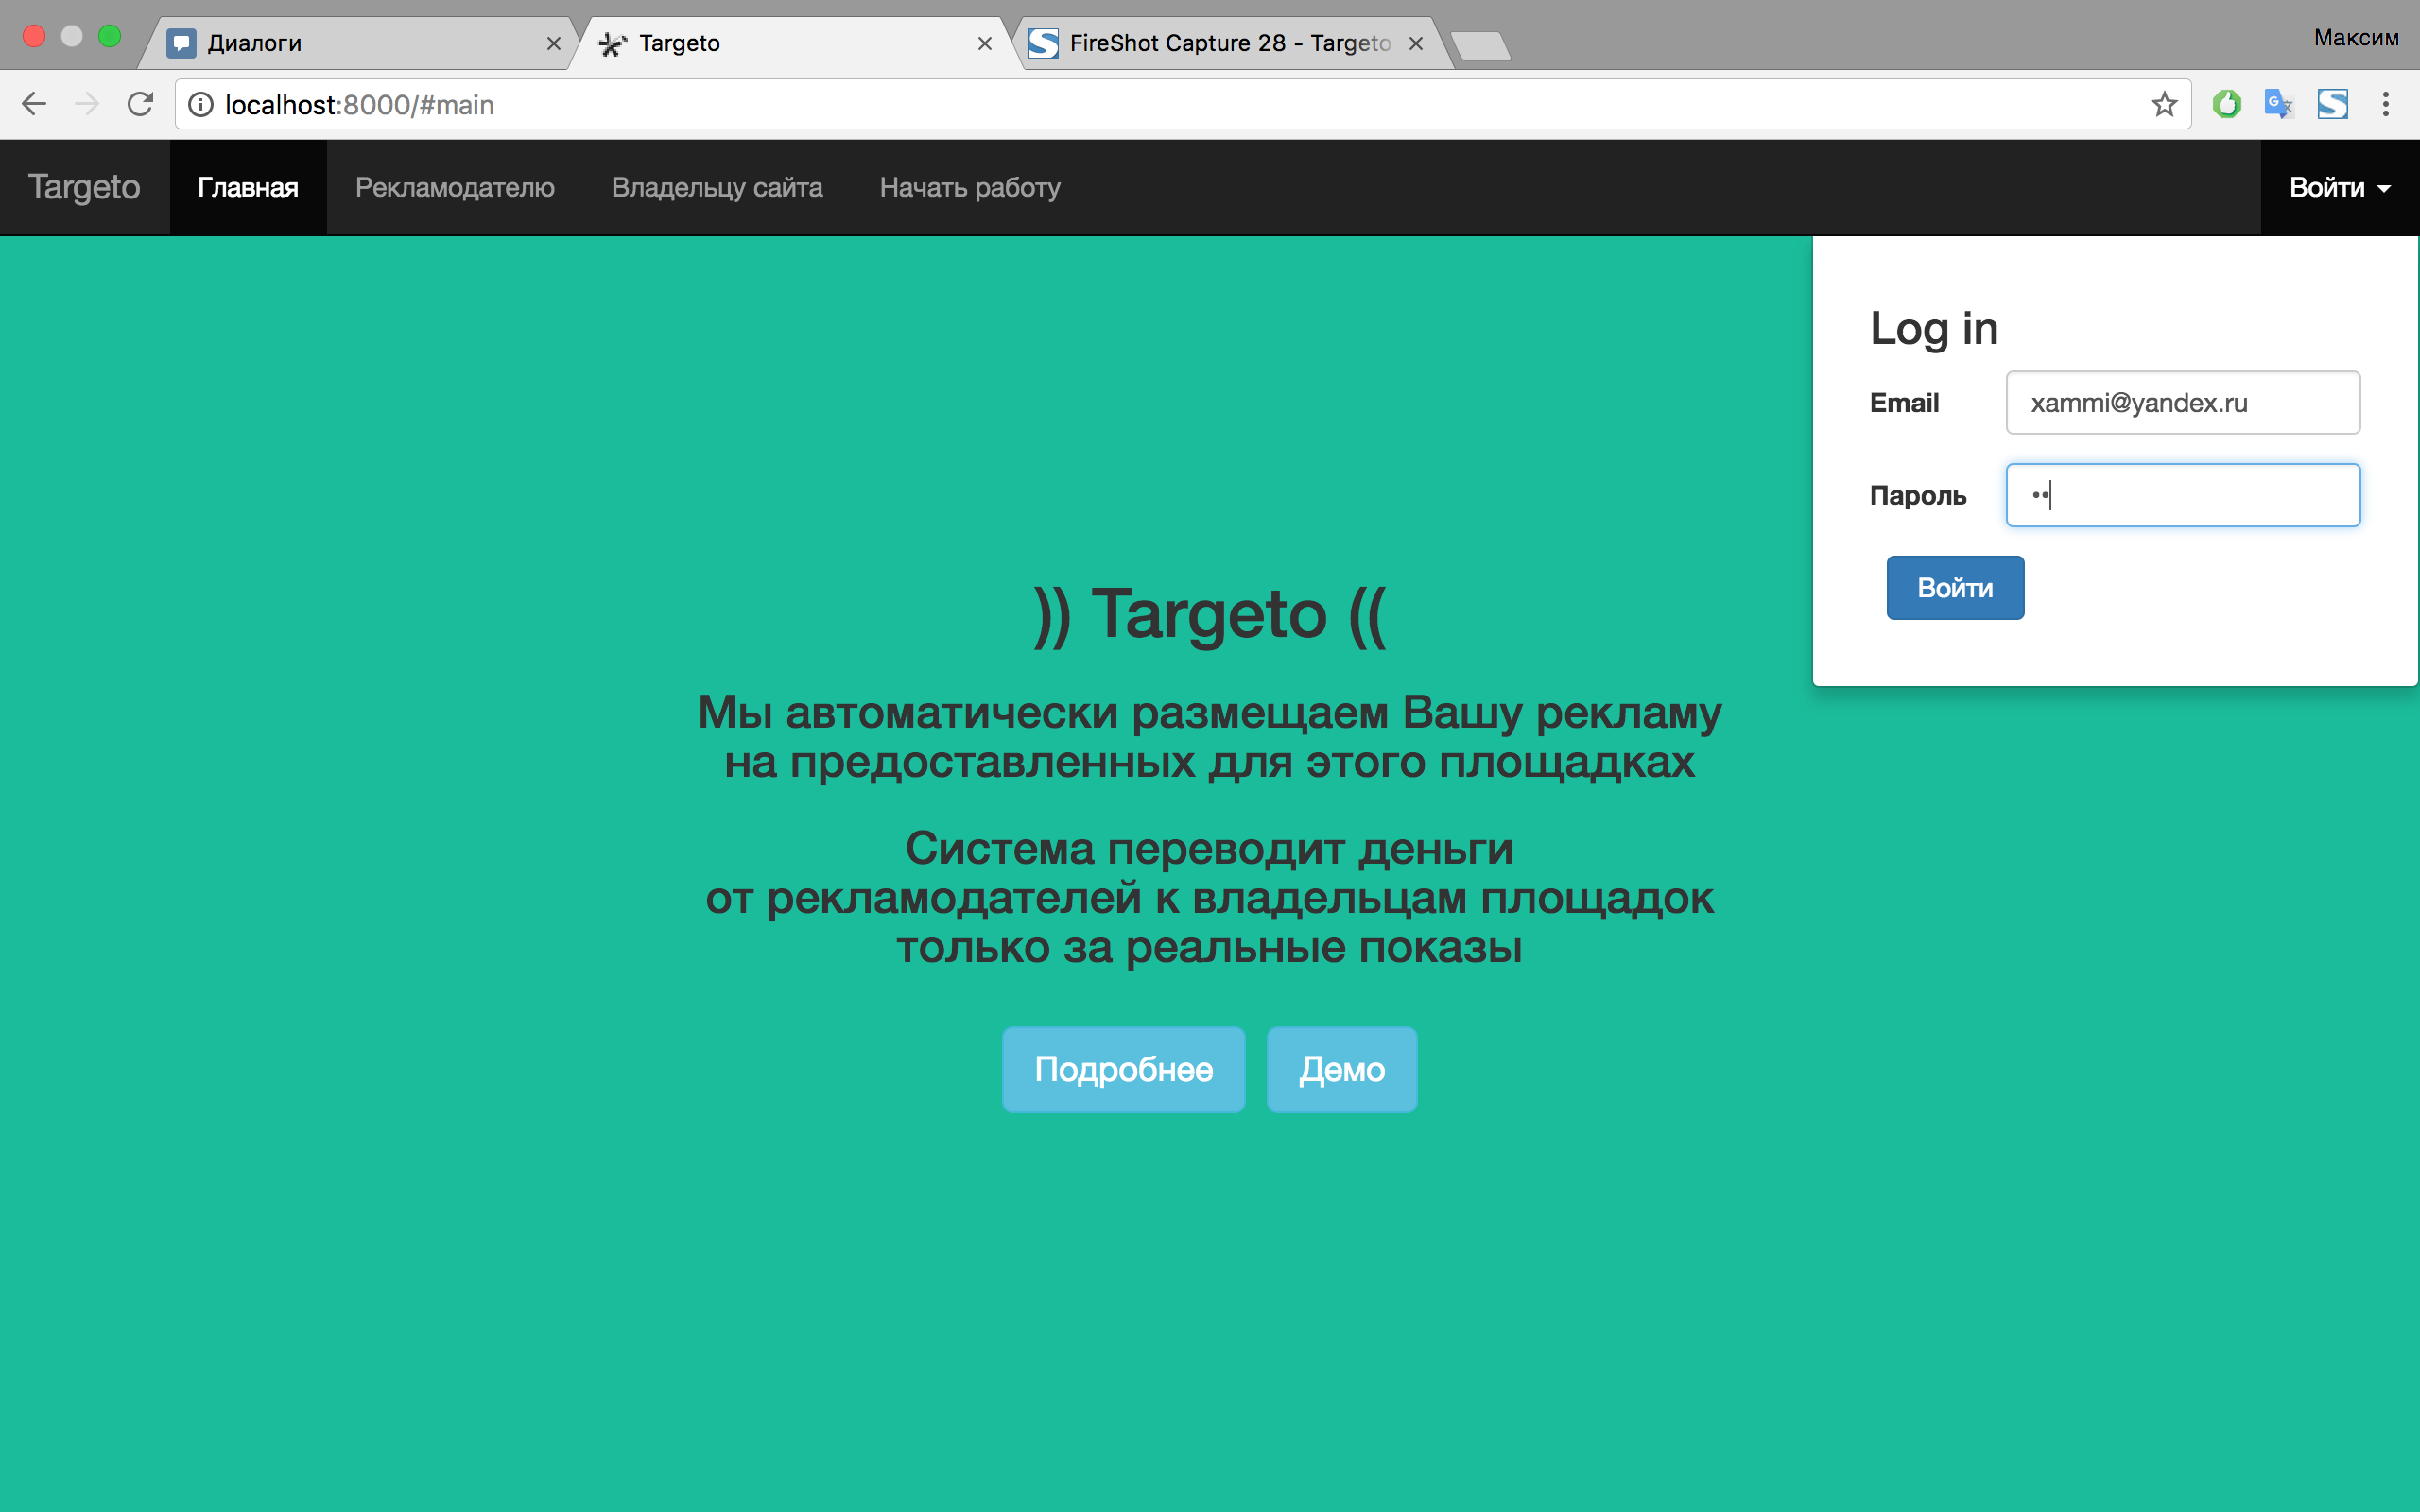 Диалоги
Targeto
FireShot Capture 28 - Targeto
Максим
localhost:8000/#main
Targeto
Главная
Рекламодателю
Владельцу сайта
Начать работу
Войти
Log in
Email
xammi@yandex.ru
Пароль
••
Войти
)) Targeto ((
Мы автоматически размещаем Вашу рекламу
на предоставленных для этого площадках
Система переводит деньги
от рекламодателей к владельцам площадок
только за реальные показы
Подробнее
Демо